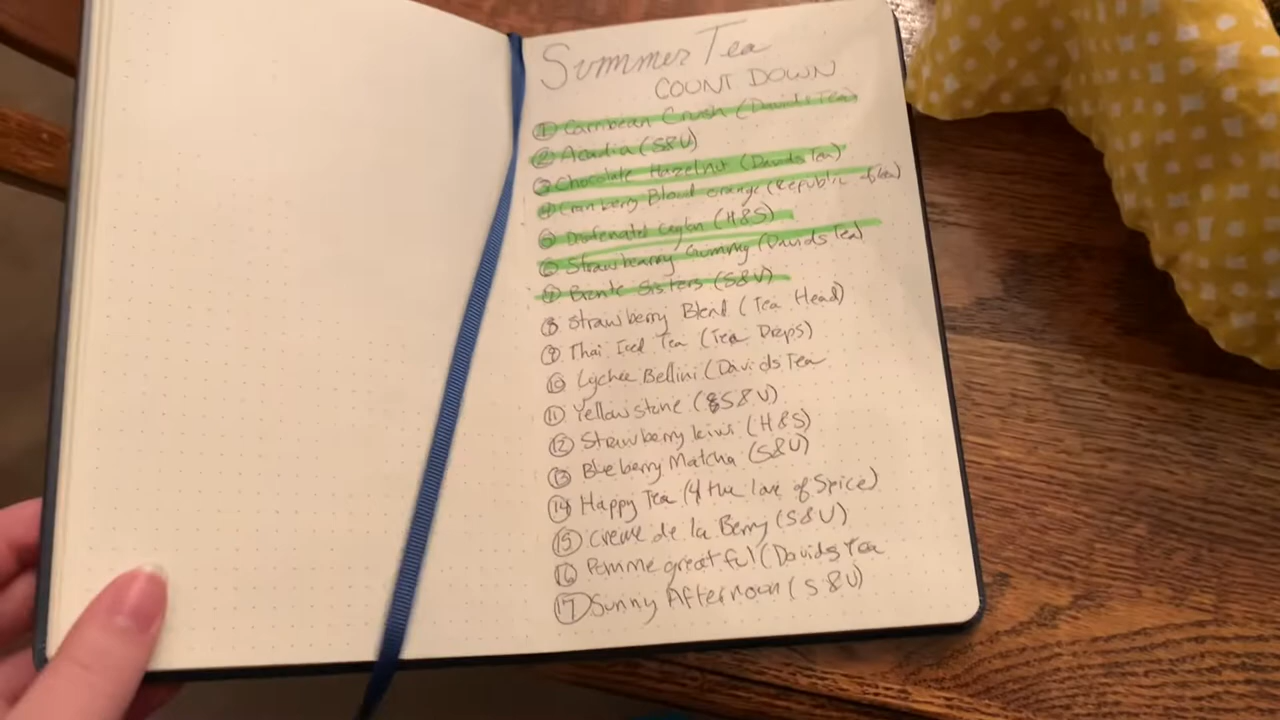 Summer Tea
COUNT DOWN
① Carribean Crush (Davids Tea)
② Acadia (S&U)
③ Chocolate Hazelnut (Davids Tea)
④ Cranberry Blood orange (Republic of tea)
⑤ Ceylon (H&S)
⑥ Strawbearry Gummy (Davids Tea)
⑦ Bronte Sisters (S&U)
⑧ Strawberry Blend (Tea Head)
⑨ Thai Iced Tea (Tea Drops)
⑩ Lychee Bellini (Davids Tea
⑪ Yellowstone (S&U)
⑫ Strawberry kiwi (H&S)
⑬ Blueberry Matcha (S&U)
⑭ Happy Tea (4 the love of Spice)
⑮ Creme de la Berry (S&U)
⑯ Pomme great ful (Davids Tea
⑰ Sunny Afternoon (S&U)